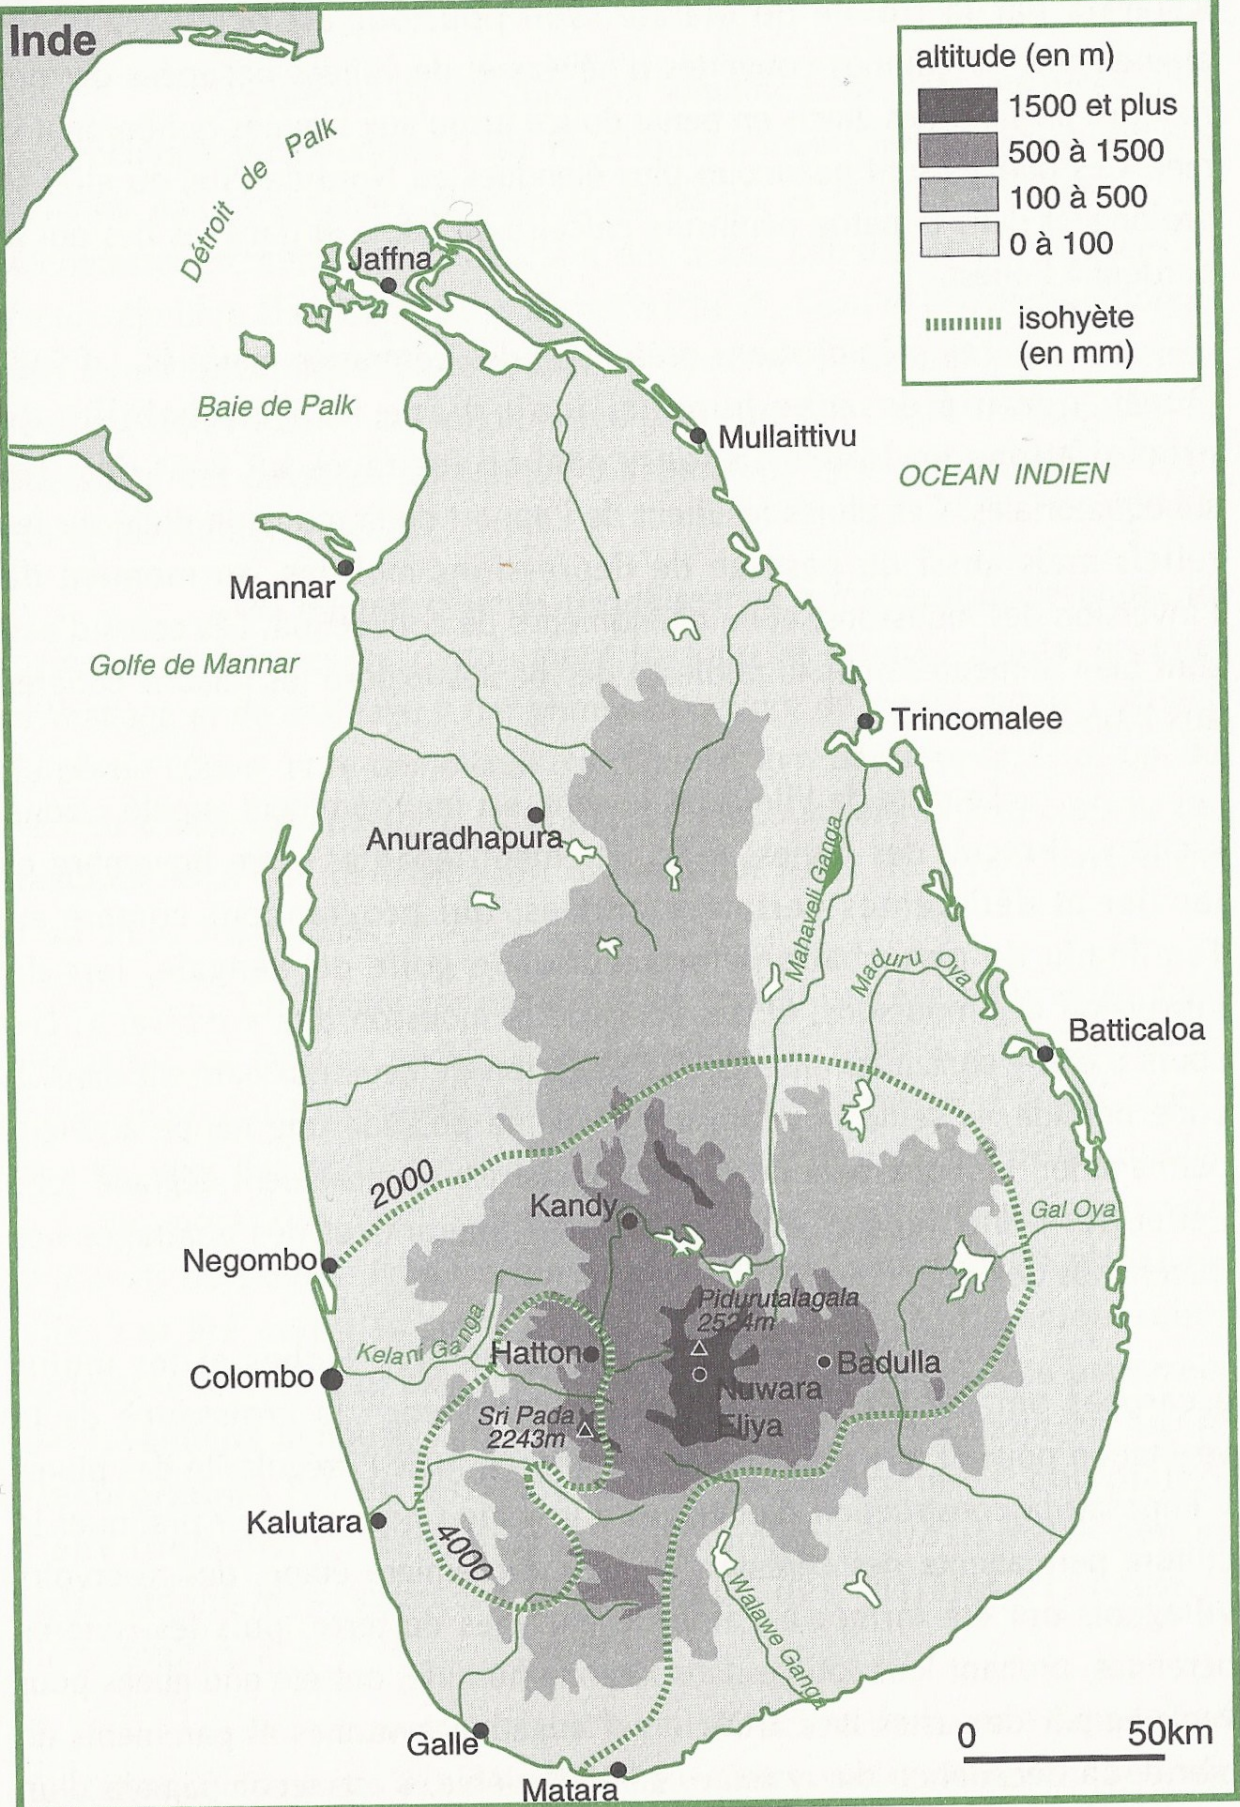 Inde
altitude (en m)
1500 et plus
500 à 1500
100 à 500
0 à 100
isohyète
(en mm)
Détroit de Palk
Jaffna
Baie de Palk
Mullaittivu
OCEAN INDIEN
Mannar
Golfe de Mannar
Trincomalee
Anuradhapura
Mahaveli Ganga
Maduru Oya
Batticaloa
2000
Kandy
Gal Oya
Negombo
Pidurutalagala
2524m
Kelani Ganga
Hatton
Badulla
Colombo
Nuwara
Eliya
Sri Pada
2243m
Kalutara
4000
Walawe Ganga
Galle
Matara
0 50km